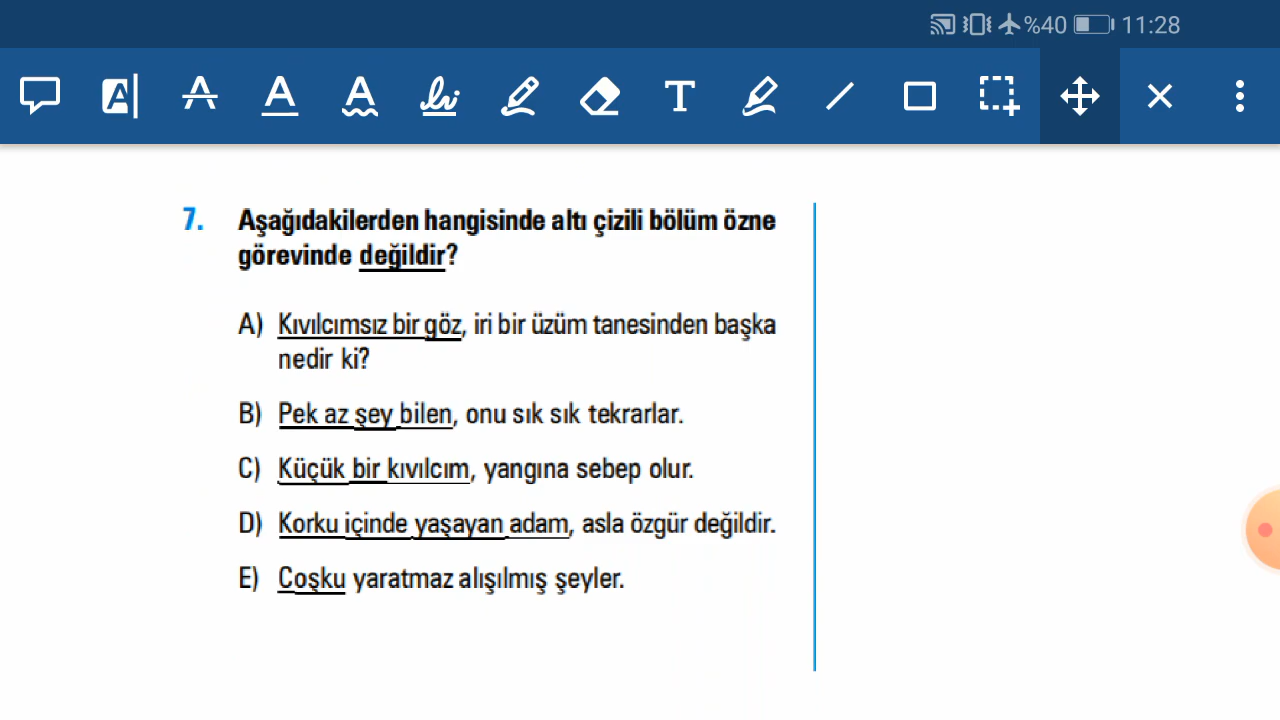 %40 11:28
7. Aşağıdakilerden hangisinde altı çizili bölüm özne
görevinde değildir?
A) Kıvılcımsız bir göz, iri bir üzüm tanesinden başka
nedir ki?
B) Pek az şey bilen, onu sık sık tekrarlar.
C) Küçük bir kıvılcım, yangına sebep olur.
D) Korku içinde yaşayan adam, asla özgür değildir.
E) Coşku yaratmaz alışılmış şeyler.